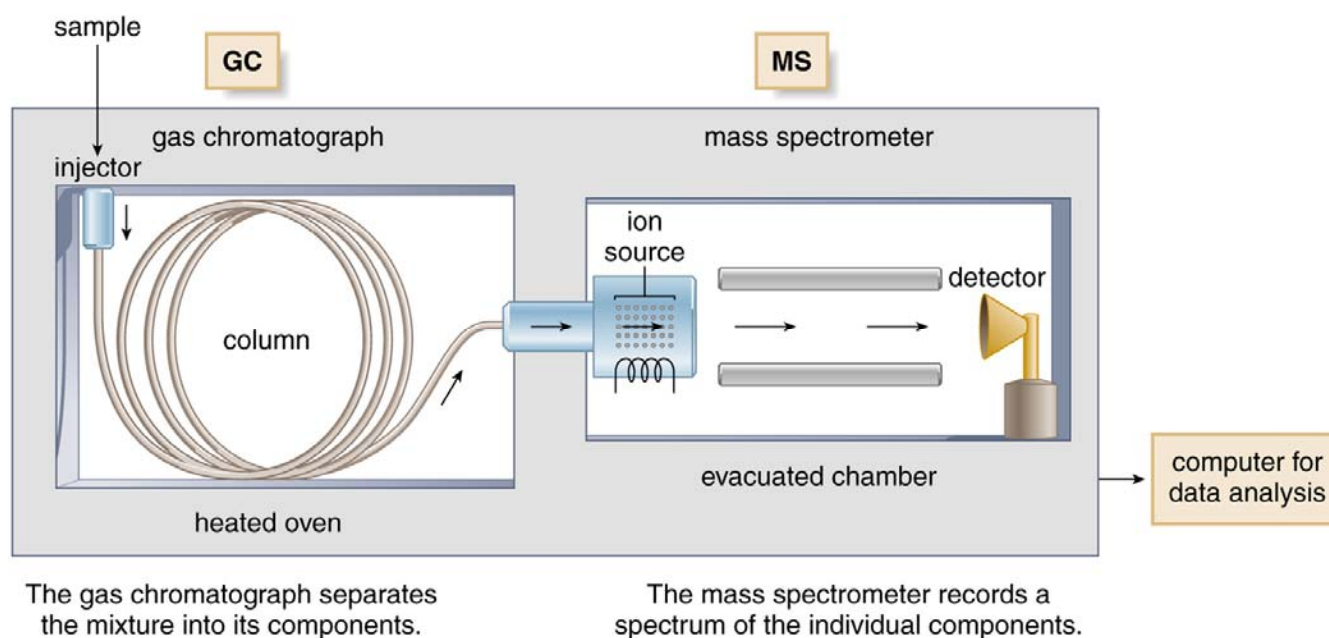 sample
GC
MS
gas chromatograph
mass spectrometer
injector
ion
source
detector
column
evacuated chamber
computer for
data analysis
heated oven
The gas chromatograph separates
the mixture into its components.
The mass spectrometer records a
spectrum of the individual components.